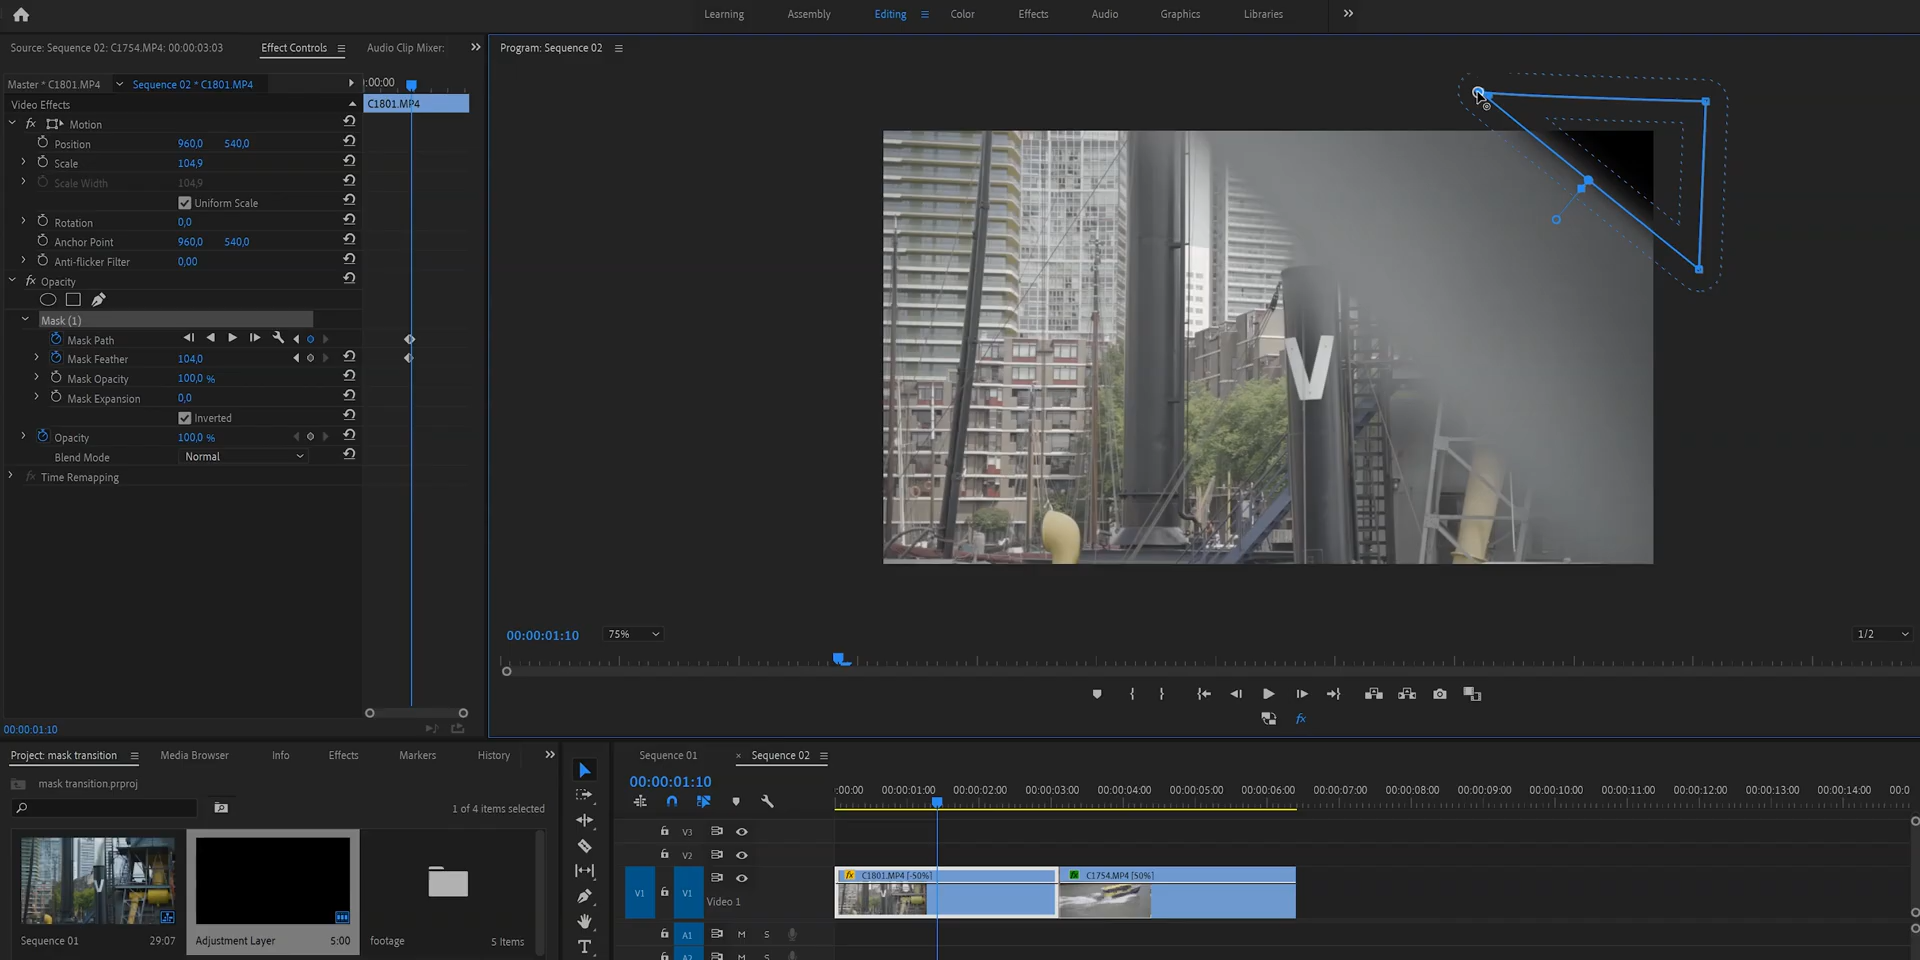 Learning Assembly Editing Color Effects Audio Graphics Libraries
Source: Sequence 02: C1754.MP4: 00:00:03:03 Effect Controls Audio Clip Mixer:
Program: Sequence 02
Master * C1801.MP4 Sequence 02 * C1801.MP4 :00:00
Video Effects C1801.MP4
fx Motion
Position 960,0 540,0
Scale 104,9
Scale Width 104,9
Uniform Scale
Rotation 0,0
Anchor Point 960,0 540,0
Anti-flicker Filter 0,00
fx Opacity
Mask (1)
Mask Path
Mask Feather 104,0
Mask Opacity 100,0 %
Mask Expansion 0,0
Inverted
Opacity 100,0 %
Blend Mode Normal
fx Time Remapping
V
00:00:01:10 75% 1/2
fx
00:00:01:10
Project: mask transition Media Browser Info Effects Markers History
mask transition.prproj
1 of 4 items selected
Sequence 01 29:07
Adjustment Layer 5:00
footage 5 Items
T
Sequence 01 × Sequence 02
00:00:01:10
:00:00 00:00:01:00 00:00:02:00 00:00:03:00 00:00:04:00 00:00:05:00 00:00:06:00 00:00:07:00 00:00:08:00 00:00:09:00 00:00:10:00 00:00:11:00 00:00:12:00 00:00:13:00 00:00:14:00 00:0
V3
V2
V1 V1 Video 1
fx C1801.MP4 [-50%] fx C1754.MP4 [50%]
A1 M S
A2 M S